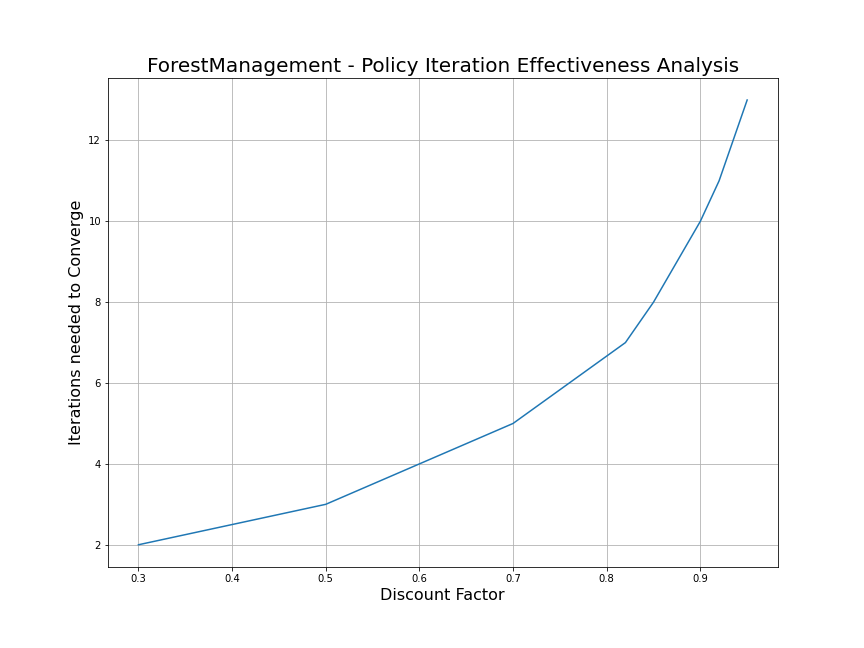 ForestManagement - Policy Iteration Effectiveness Analysis
Iterations needed to Converge
12
10
8
6
4
2
0.3 0.4 0.5 0.6 0.7 0.8 0.9
Discount Factor